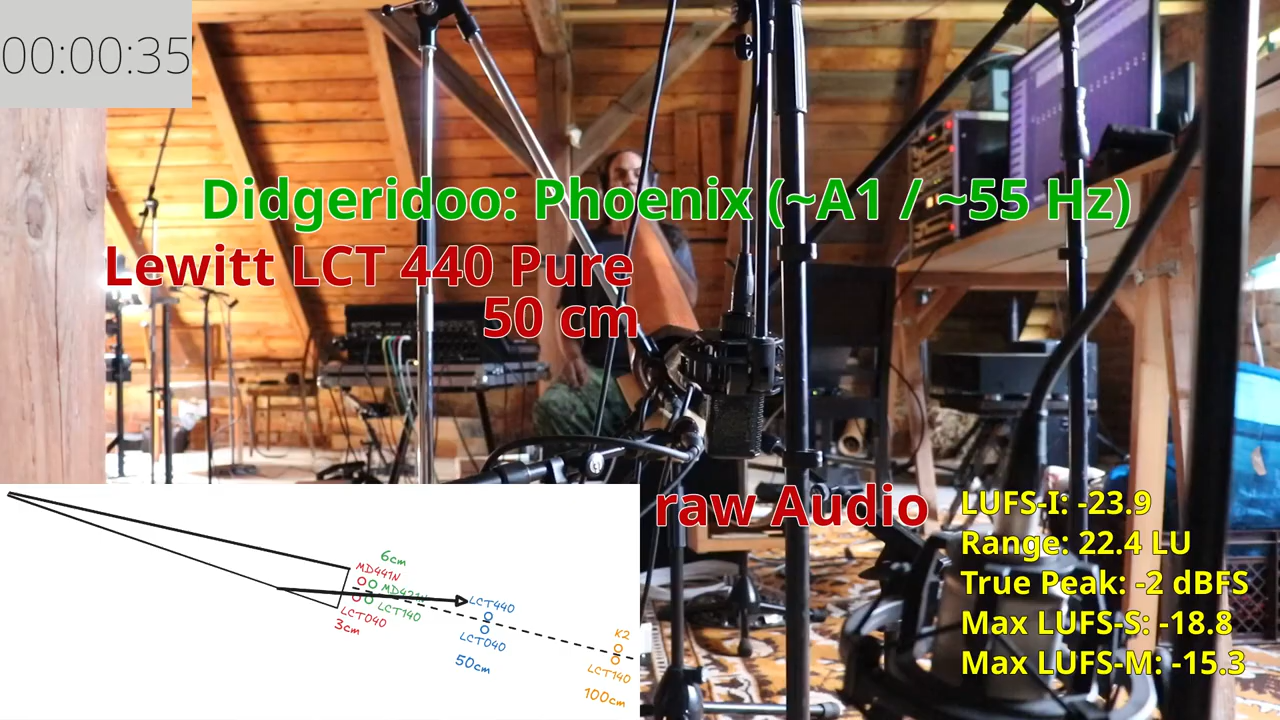 00:00:35
Didgeridoo: Phoenix (~A1 / ~55 Hz)
Lewitt LCT 440 Pure
50 cm
raw Audio
LUFS-I: -23.9
Range: 22.4 LU
True Peak: -2 dBFS
Max LUFS-S: -18.8
Max LUFS-M: -15.3
6cm
MD441N
MD421N
LCT140
LCT040
3cm
LCT440
LCT040
50cm
K2
LCT140
100cm